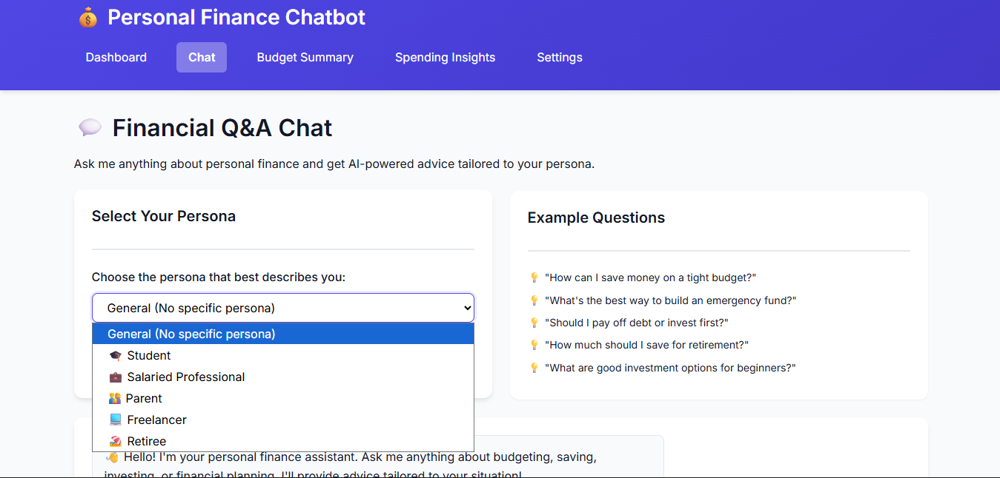 Personal Finance Chatbot
Dashboard Chat Budget Summary Spending Insights Settings
Financial Q&A Chat
Ask me anything about personal finance and get AI-powered advice tailored to your persona.
Select Your Persona
Choose the persona that best describes you:
General (No specific persona)
General (No specific persona)
Student
Salaried Professional
Parent
Freelancer
Retiree
Example Questions
"How can I save money on a tight budget?"
"What's the best way to build an emergency fund?"
"Should I pay off debt or invest first?"
"How much should I save for retirement?"
"What are good investment options for beginners?"
Hello! I'm your personal finance assistant. Ask me anything about budgeting, saving,
investing, or financial planning. I'll provide advice tailored to your situation!